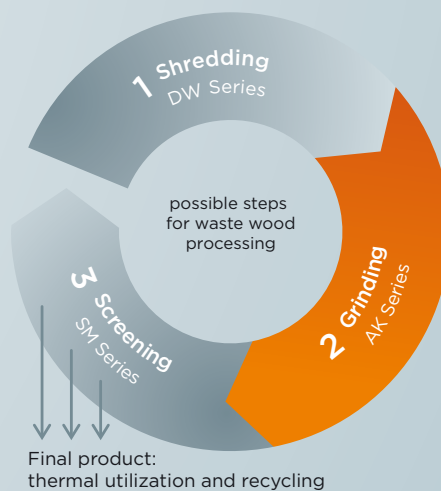 1 Shredding
DW Series
possible steps
for waste wood
processing
2 Grinding
AK Series
3 Screening
SM Series
Final product:
thermal utilization and recycling